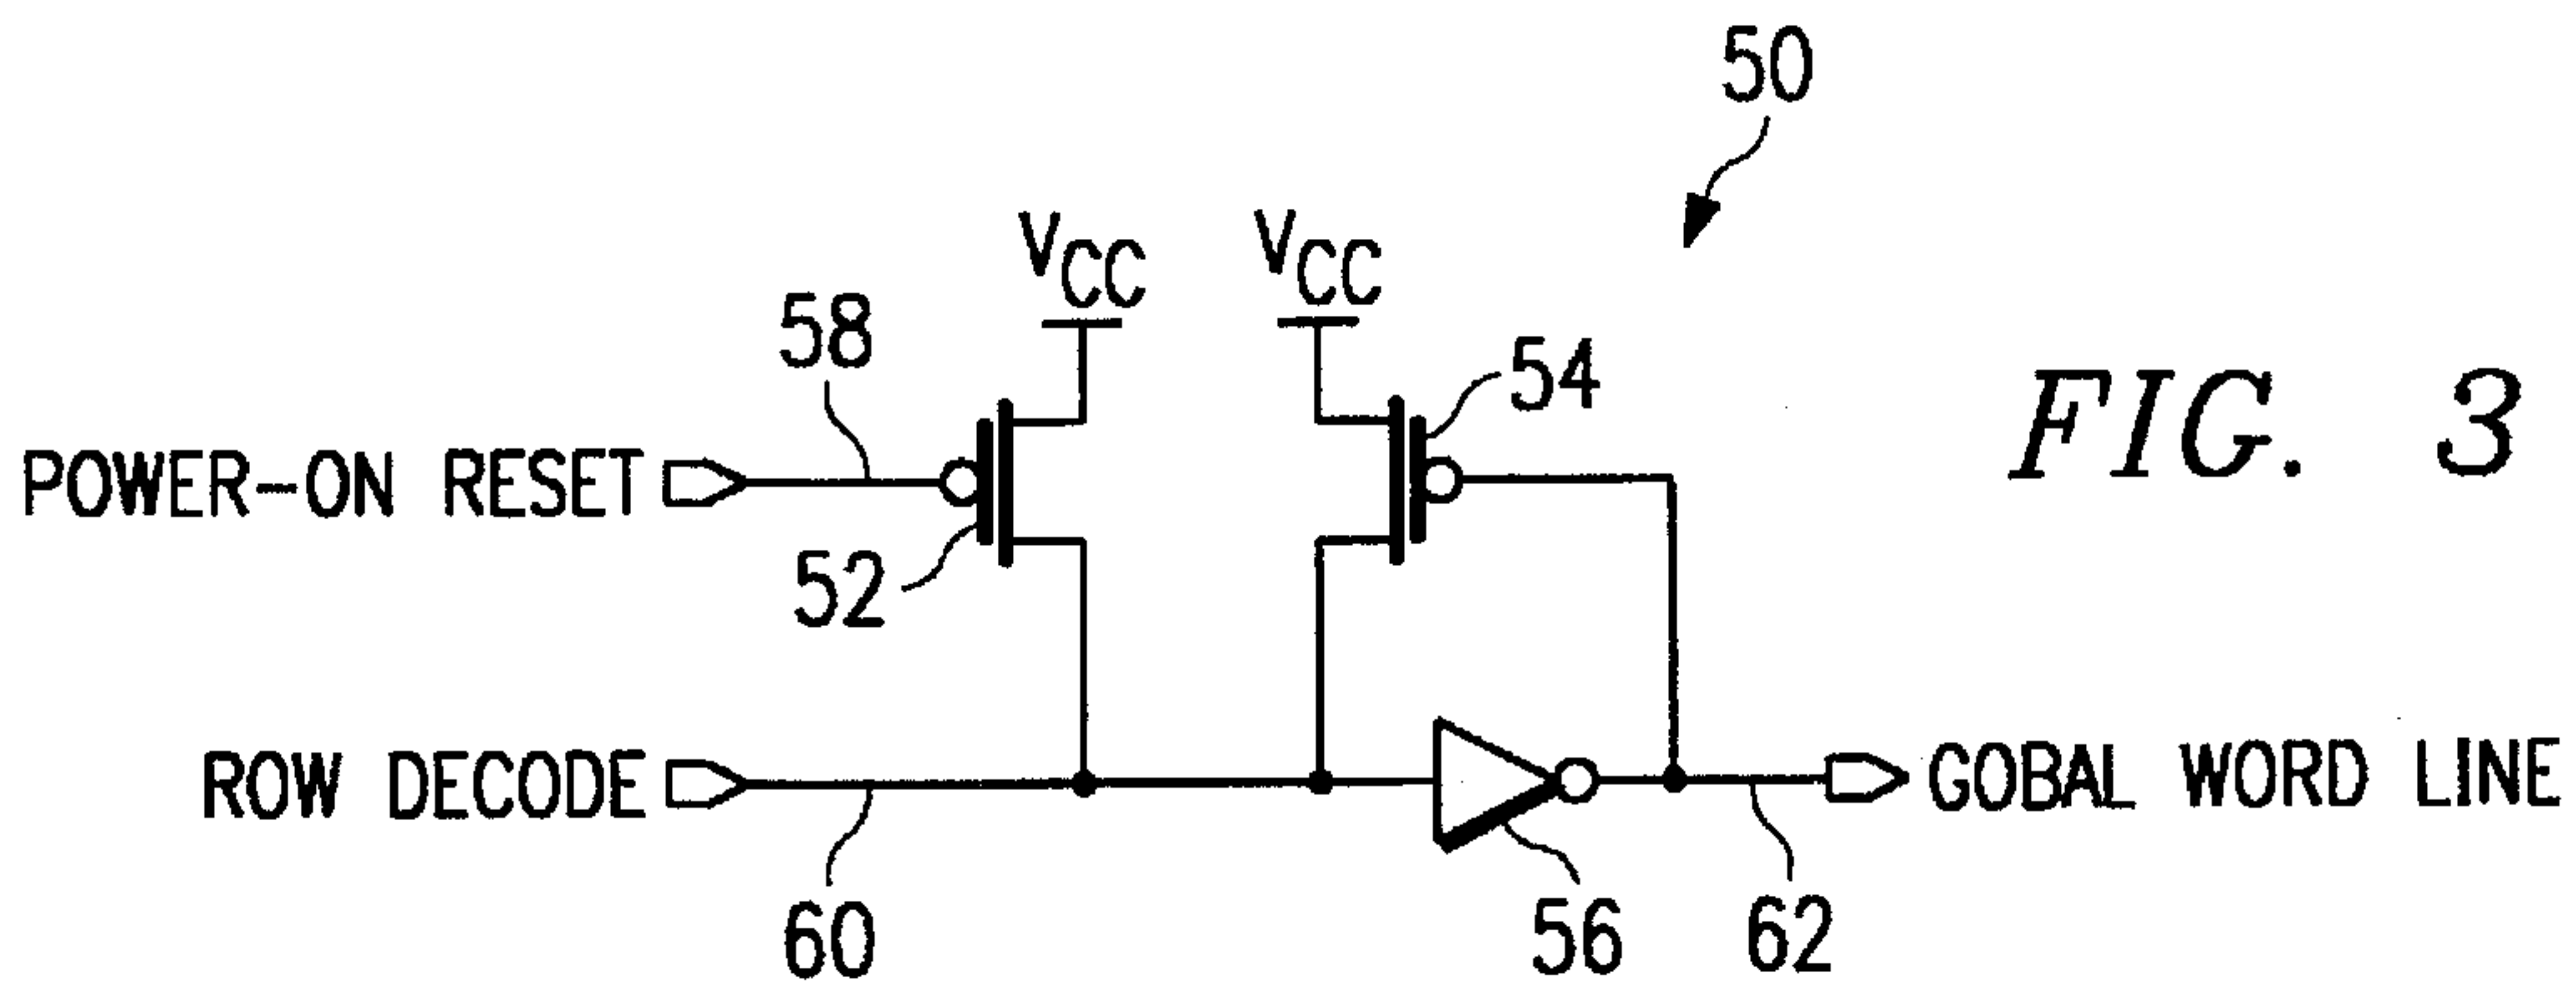 50
VCC VCC
58
54
POWER-ON RESET
FIG. 3
52
ROW DECODE
GOBAL WORD LINE
60
56
62